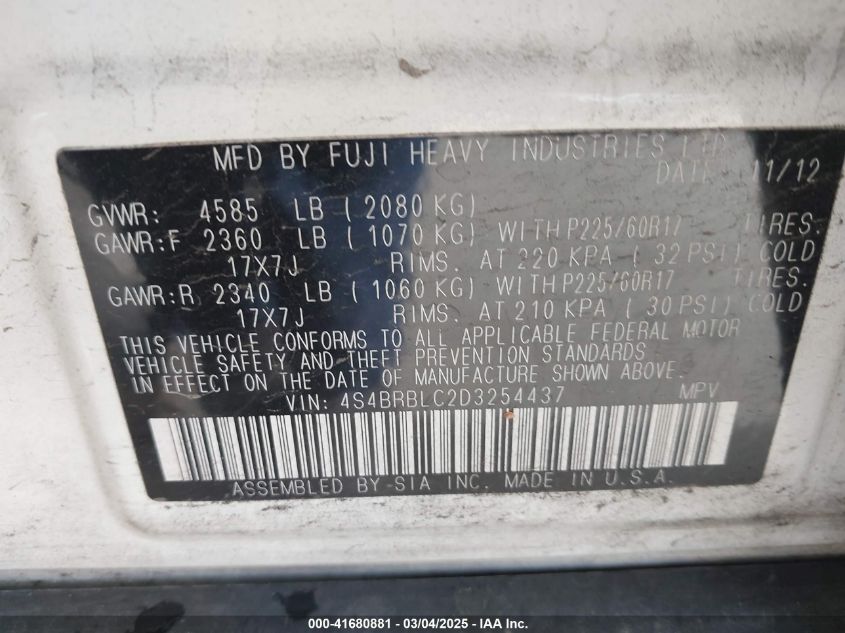 MFD BY FUJI HEAVY INDUSTRIES LTD.
DATE 11/12
GVWR: 4585 LB ( 2080 KG)
GAWR:F 2360 LB ( 1070 KG) WITH P225/60R17 TIRES.
17X7J RIMS. AT 220 KPA ( 32 PSI) COLD
GAWR:R 2340 LB ( 1060 KG) WITH P225/60R17 TIRES.
17X7J RIMS. AT 210 KPA ( 30 PSI) COLD
THIS VEHICLE CONFORMS TO ALL APPLICABLE FEDERAL MOTOR
VEHICLE SAFETY AND THEFT PREVENTION STANDARDS
IN EFFECT ON THE DATE OF MANUFACTURE SHOWN ABOVE.
VIN: 4S4BRBLC2D3254437 MPV
ASSEMBLED BY-SIA INC. MADE IN U.S.A.
000-41680881 - 03/04/2025 - IAA Inc.